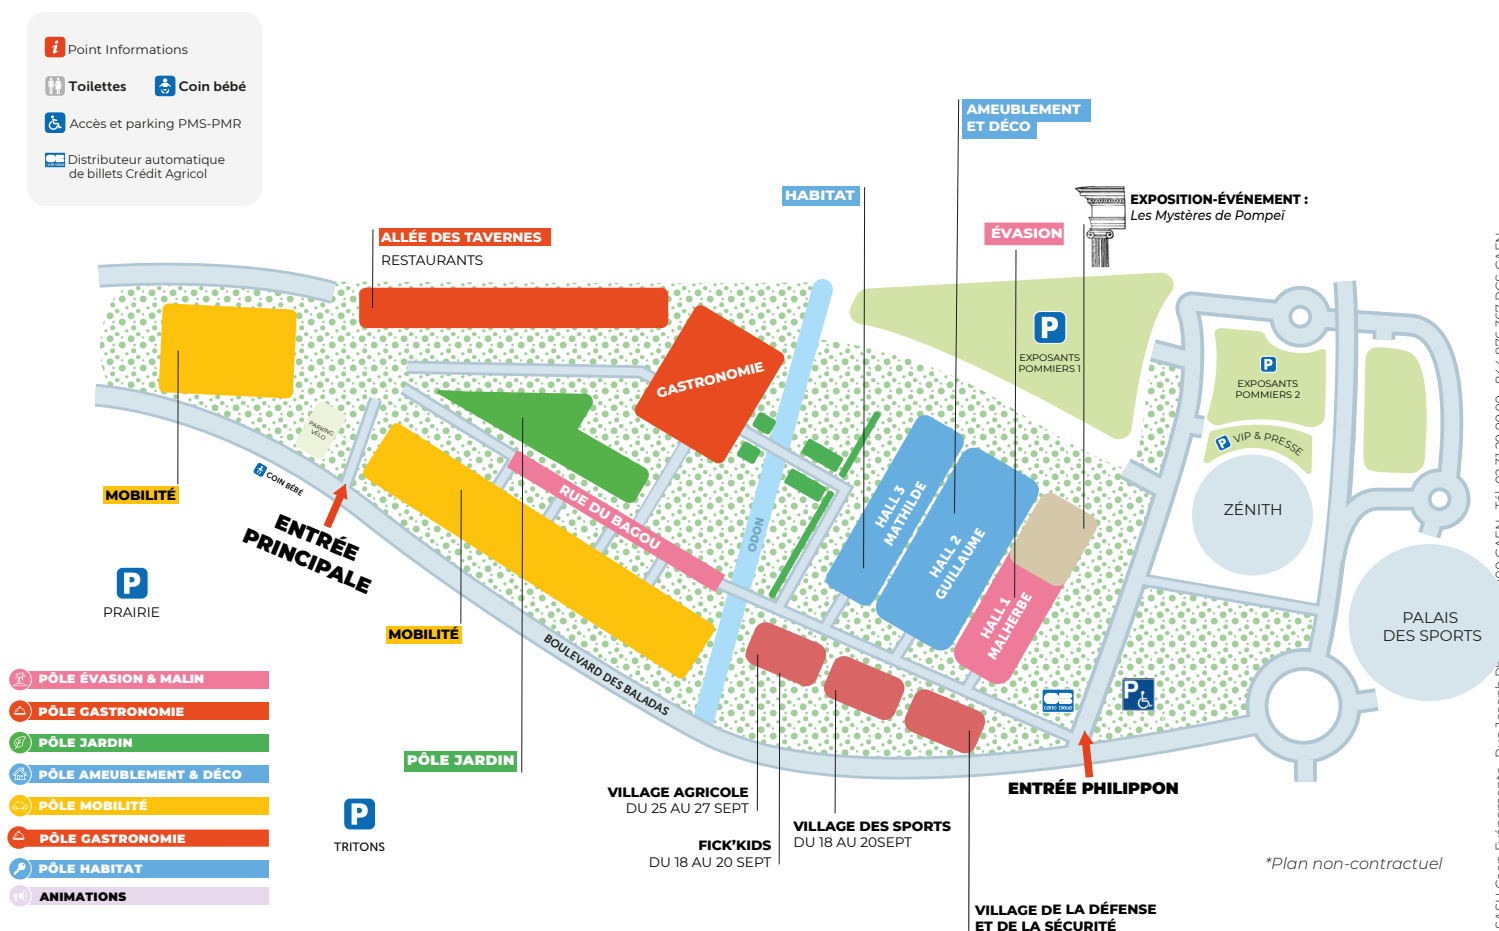 i Point Informations
Toilettes
Coin bébé
Accès et parking PMS-PMR
Distributeur automatique
de billets Crédit Agricol
AMEUBLEMENT
ET DÉCO
HABITAT
ÉVASION
EXPOSITION-ÉVÉNEMENT :
Les Mystères de Pompeï
ALLÉE DES TAVERNES
RESTAURANTS
P
EXPOSANTS
POMMIERS 1
P
EXPOSANTS
POMMIERS 2
P VIP & PRESSE
ZÉNITH
PALAIS
DES SPORTS
GASTRONOMIE
PARKING
VÉLO
COIN BÉBÉ
MOBILITÉ
ENTRÉE
PRINCIPALE
RUE DU BAGOU
ODON
HALL 3
MATHILDE
HALL 2
GUILLAUME
HALL 1
MALHERBE
P
PRAIRIE
MOBILITÉ
BOULEVARD DES BALADAS
PÔLE JARDIN
carte bleue
P
ENTRÉE PHILIPPON
VILLAGE AGRICOLE
DU 25 AU 27 SEPT
FICK'KIDS
DU 18 AU 20 SEPT
VILLAGE DES SPORTS
DU 18 AU 20SEPT
VILLAGE DE LA DÉFENSE
ET DE LA SÉCURITÉ
P
TRITONS
PÔLE ÉVASION & MALIN
PÔLE GASTRONOMIE
PÔLE JARDIN
PÔLE AMEUBLEMENT & DÉCO
PÔLE MOBILITÉ
PÔLE GASTRONOMIE
PÔLE HABITAT
ANIMATIONS
*Plan non-contractuel